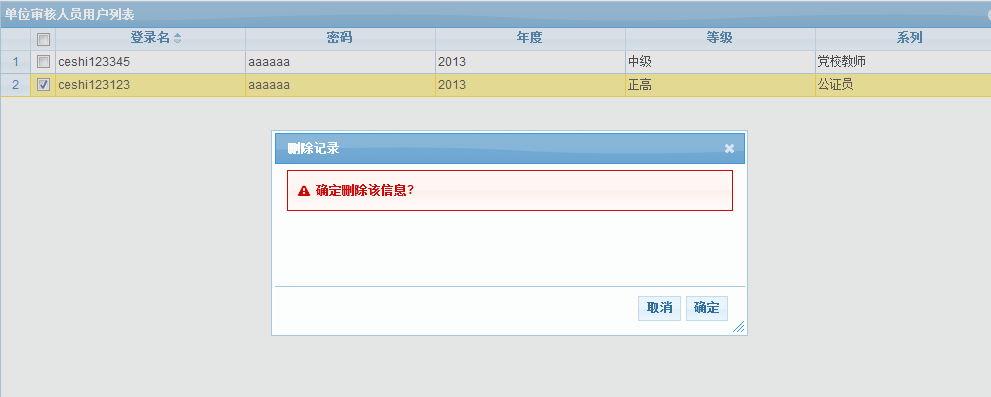 单位审核人员用户列表
登录名 密码 年度 等级 系列
1 ceshi123345 aaaaaa 2013 中级 党校教师
2 ceshi123123 aaaaaa 2013 正高 公证员
删除记录
确定删除该信息?
取消 确定